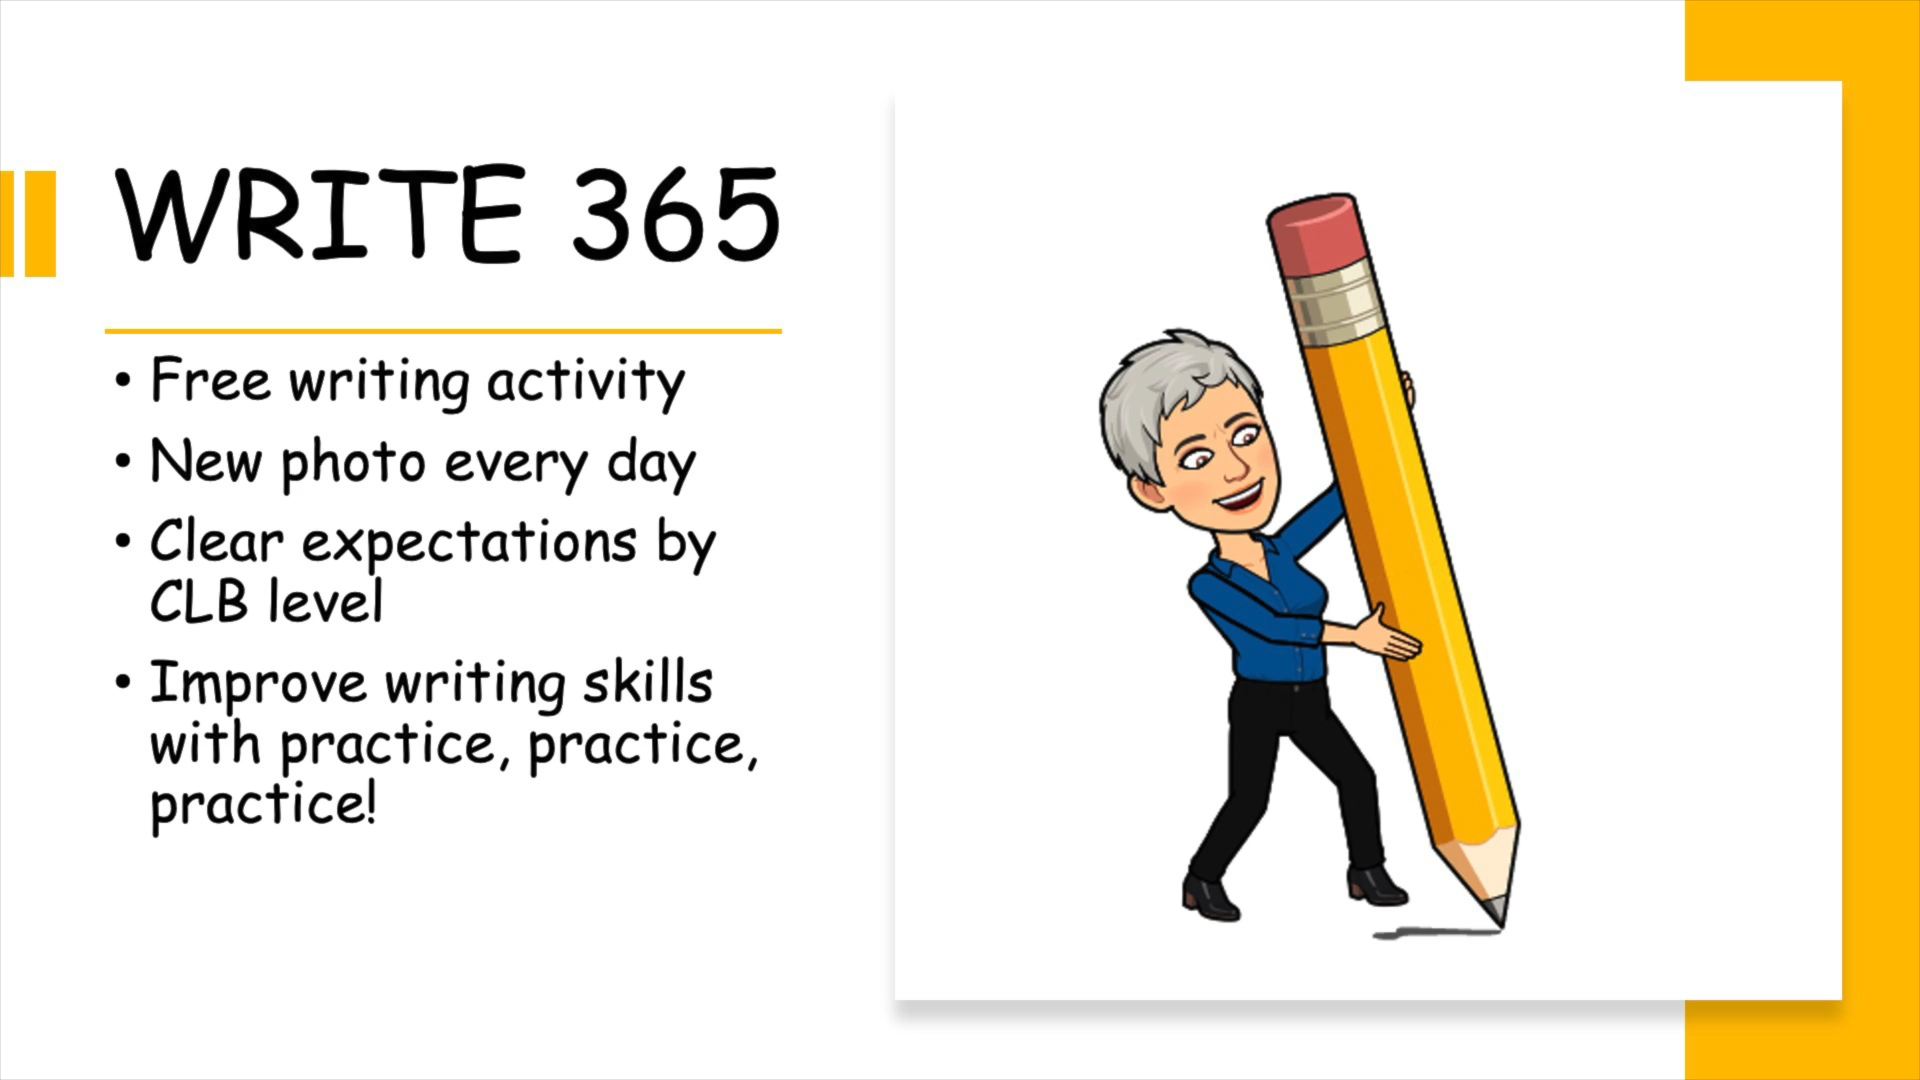 WRITE 365
• Free writing activity
• New photo every day
• Clear expectations by
CLB level
• Improve writing skills
with practice, practice,
practice!